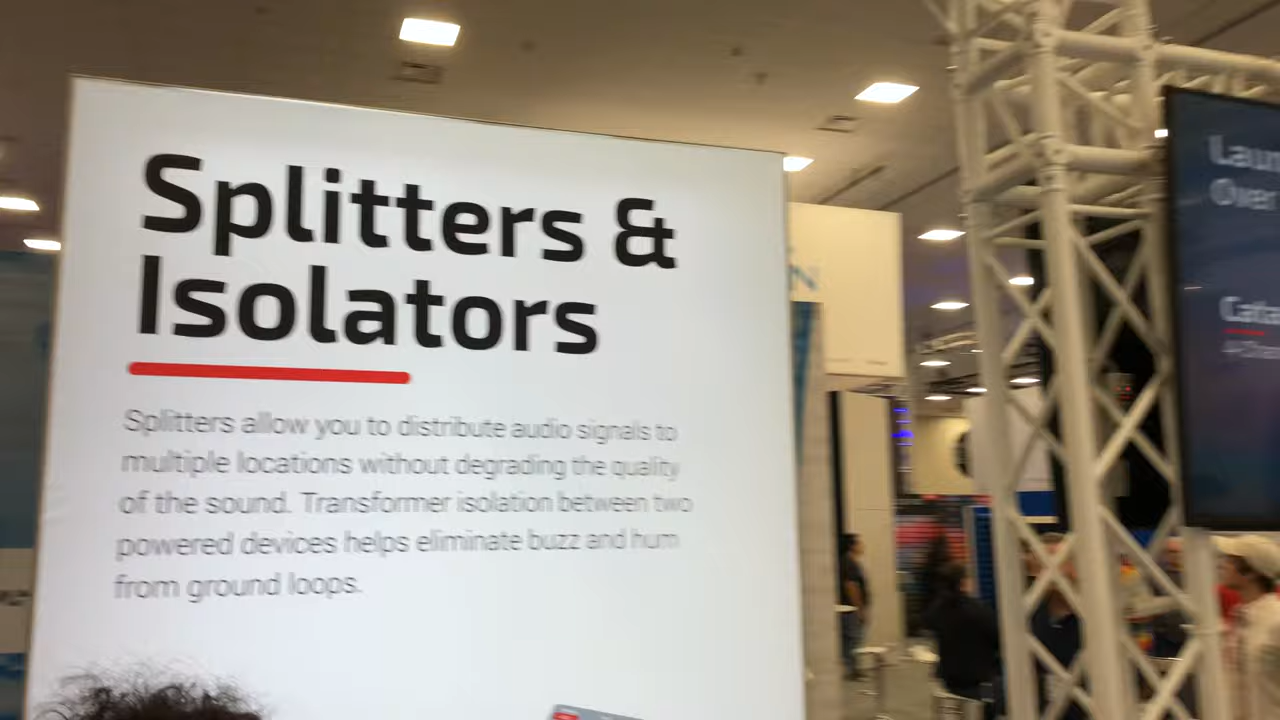 Splitters &
Isolators
Splitters allow you to distribute audio signals to
multiple locations without degrading the quality
of the sound. Transformer isolation between two
powered devices helps eliminate buzz and hum
from ground loops.
Over